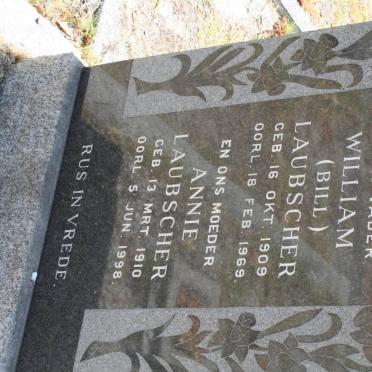 VADER
WILLIAM
(BILL)
LAUBSCHER
GEB. 16 OKT. 1909
OORL. 18 FEB. 1969
EN ONS MOEDER
ANNIE
LAUBSCHER
GEB. 13 MRT. 1910
OORL. 5 JUN. 1998
RUS IN VREDE.